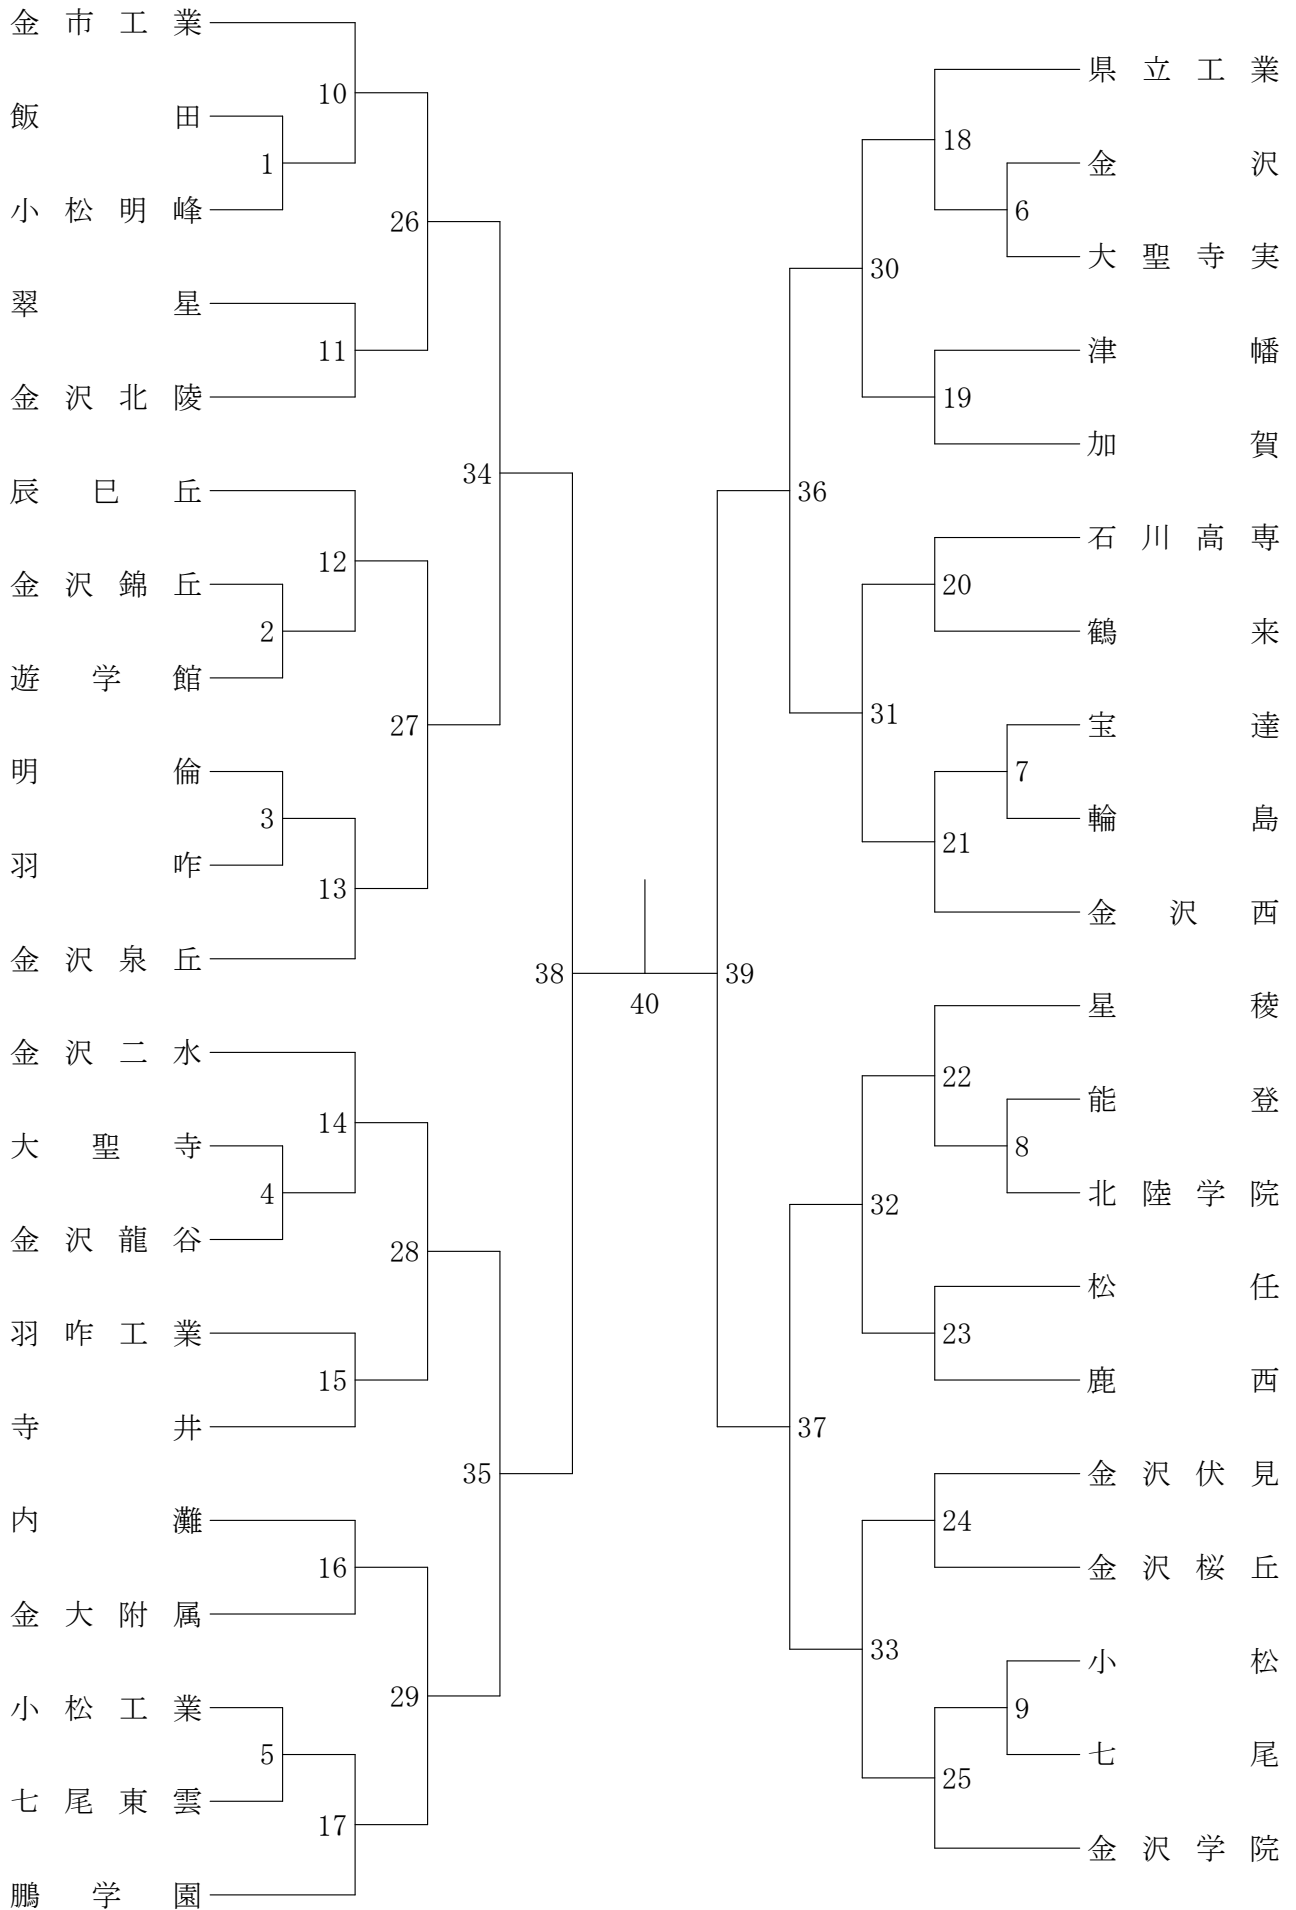 金市工業
10
飯田
1
小松明峰
26
翠星
11
金沢北陵
34
辰巳丘
12
金沢錦丘
2
遊学館
27
明倫
3
羽咋
13
金沢泉丘
38
金沢二水
14
大聖寺
4
金沢龍谷
28
羽咋工業
15
寺井
35
内灘
16
金大附属
29
小松工業
5
七尾東雲
17
鵬学園
40
県立工業
18
金沢
6
大聖寺実
30
津幡
19
加賀
36
石川高専
20
鶴来
31
宝達
7
輪島
21
金沢西
39
星稜
22
能登
8
北陸学院
32
松任
23
鹿西
37
金沢伏見
24
金沢桜丘
33
小松
9
七尾
25
金沢学院